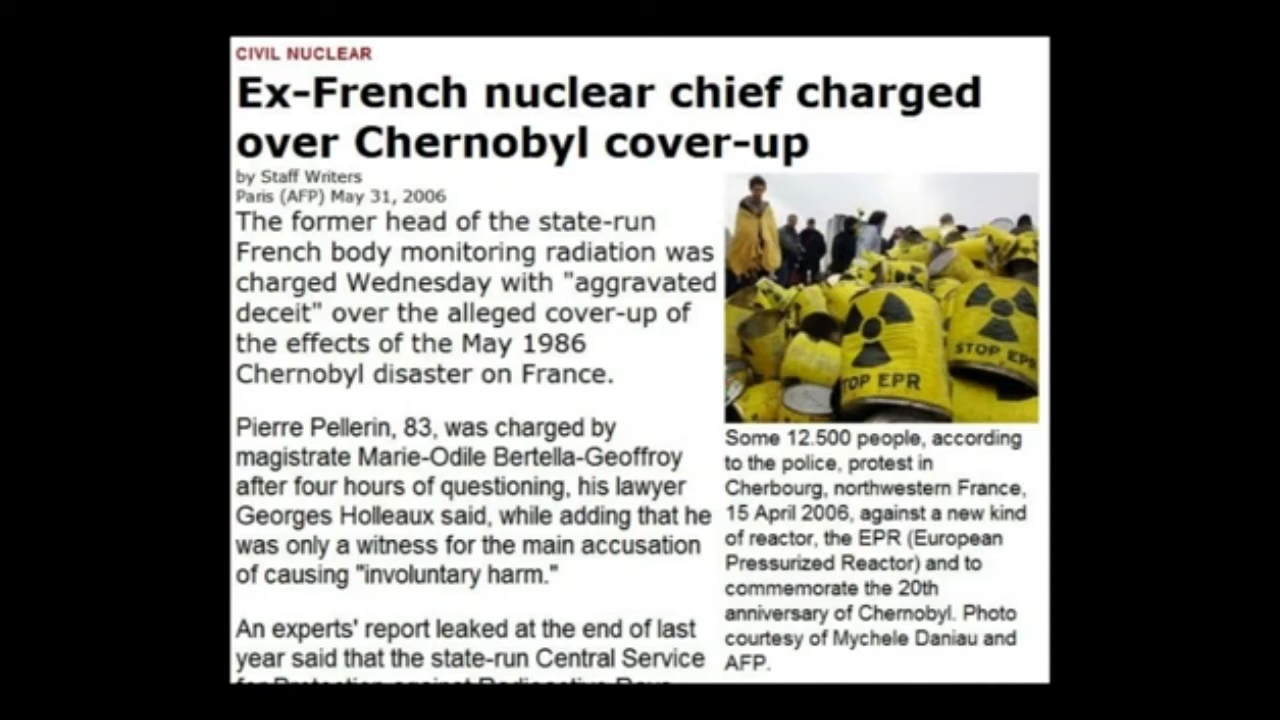 CIVIL NUCLEAR
Ex-French nuclear chief charged
over Chernobyl cover-up
by Staff Writers
Paris (AFP) May 31, 2006
The former head of the state-run
French body monitoring radiation was
charged Wednesday with "aggravated
deceit" over the alleged cover-up of
the effects of the May 1986
Chernobyl disaster on France.
Pierre Pellerin, 83, was charged by
magistrate Marie-Odile Bertella-Geoffroy
after four hours of questioning, his lawyer
Georges Holleaux said, while adding that he
was only a witness for the main accusation
of causing "involuntary harm."
An experts' report leaked at the end of last
year said that the state-run Central Service
for Protection against Radioactive Rays
TOP EPR
STOP EPR
Some 12.500 people, according
to the police, protest in
Cherbourg, northwestern France,
15 April 2006, against a new kind
of reactor, the EPR (European
Pressurized Reactor) and to
commemorate the 20th
anniversary of Chernobyl. Photo
courtesy of Mychele Daniau and
AFP.